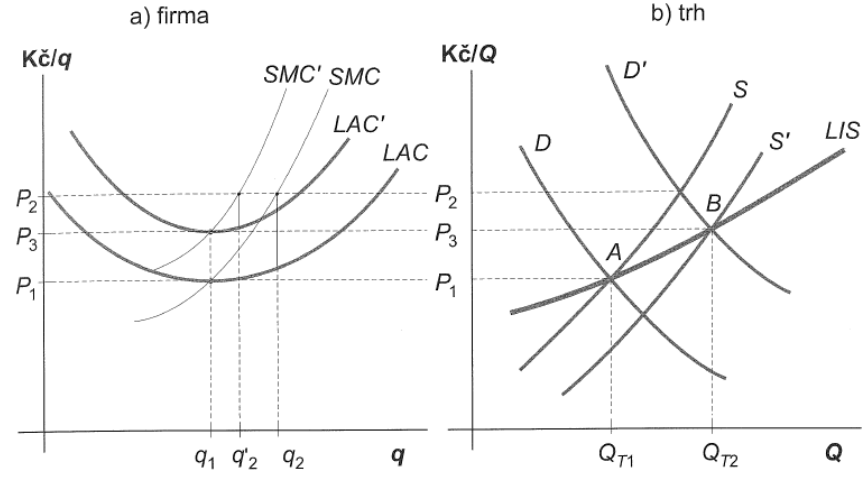 a) firma
Kč/q
SMC' SMC
LAC'
LAC
P2
P3
P1
q1 q'2 q2 q
b) trh
Kč/Q
D'
D
S
S'
LIS
P2
P3
P1
B
A
QT1 QT2 Q